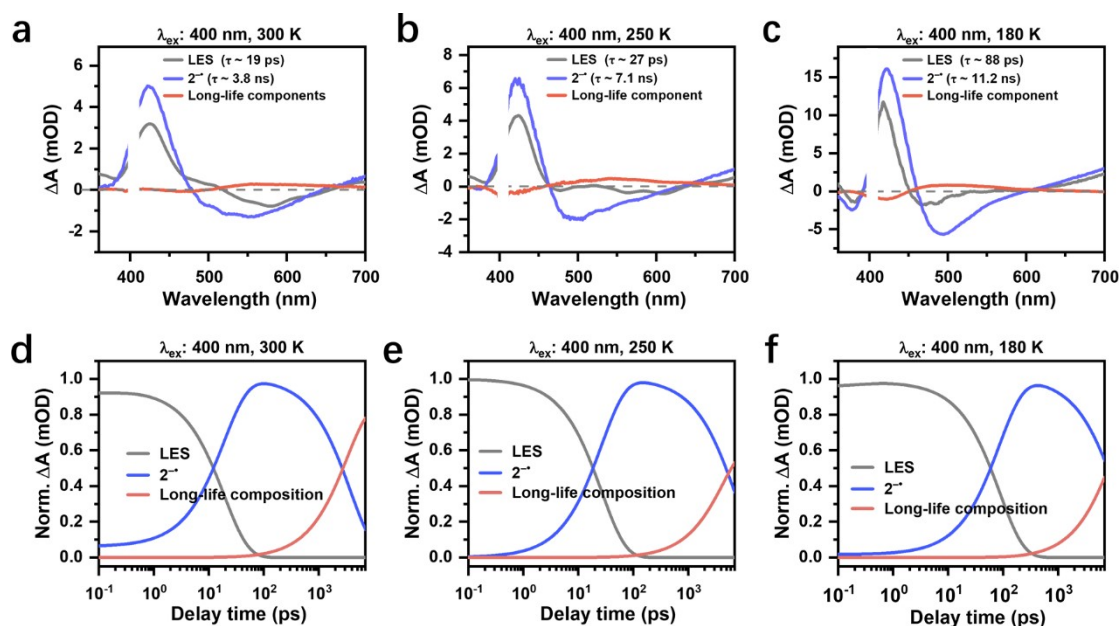 a
λex: 400 nm, 300 K
LES (τ ~ 19 ps)
2⁻• (τ ~ 3.8 ns)
Long-life components
ΔA (mOD)
6
4
2
0
-2
400 500 600 700
Wavelength (nm)
b
λex: 400 nm, 250 K
LES (τ ~ 27 ps)
2⁻• (τ ~ 7.1 ns)
Long-life component
ΔA (mOD)
8
6
4
2
0
-2
-4
400 500 600 700
Wavelength (nm)
c
λex: 400 nm, 180 K
LES (τ ~ 88 ps)
2⁻• (τ ~ 11.2 ns)
Long-life component
ΔA (mOD)
15
10
5
0
-5
400 500 600 700
Wavelength (nm)
d
λex: 400 nm, 300 K
Norm. ΔA (mOD)
1.0
0.8
0.6
0.4
0.2
0.0
LES
2⁻•
Long-life composition
10⁻¹ 10⁰ 10¹ 10² 10³
Delay time (ps)
e
λex: 400 nm, 250 K
Norm. ΔA (mOD)
1.0
0.8
0.6
0.4
0.2
0.0
LES
2⁻•
Long-life composition
10⁻¹ 10⁰ 10¹ 10² 10³
Delay time (ps)
f
λex: 400 nm, 180 K
Norm. ΔA (mOD)
1.0
0.8
0.6
0.4
0.2
0.0
LES
2⁻•
Long-life composition
10⁻¹ 10⁰ 10¹ 10² 10³
Delay time (ps)